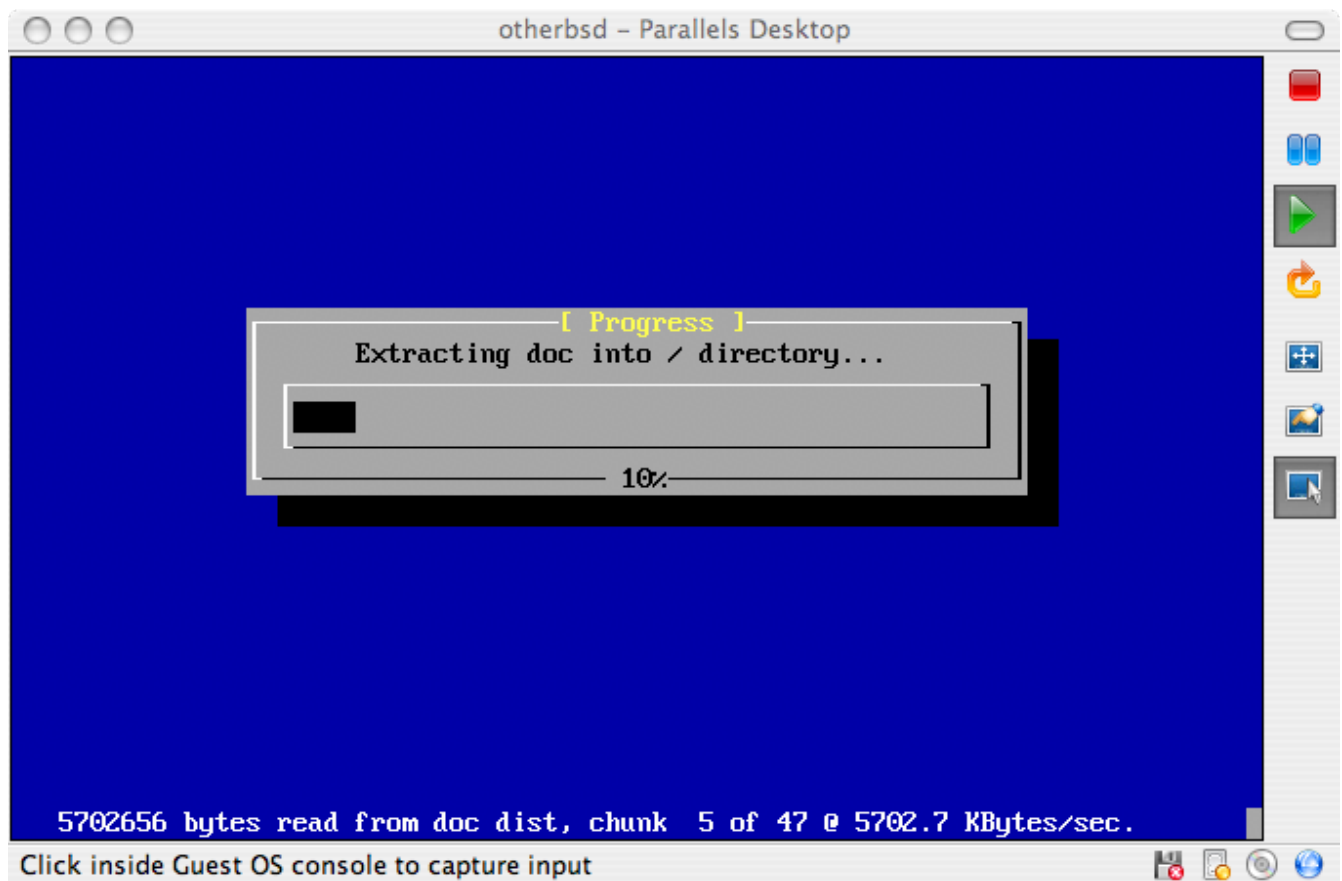 otherbsd – Parallels Desktop
[ Progress ]
Extracting doc into / directory...
10%
5702656 bytes read from doc dist, chunk  5 of 47 @ 5702.7 KBytes/sec.
Click inside Guest OS console to capture input